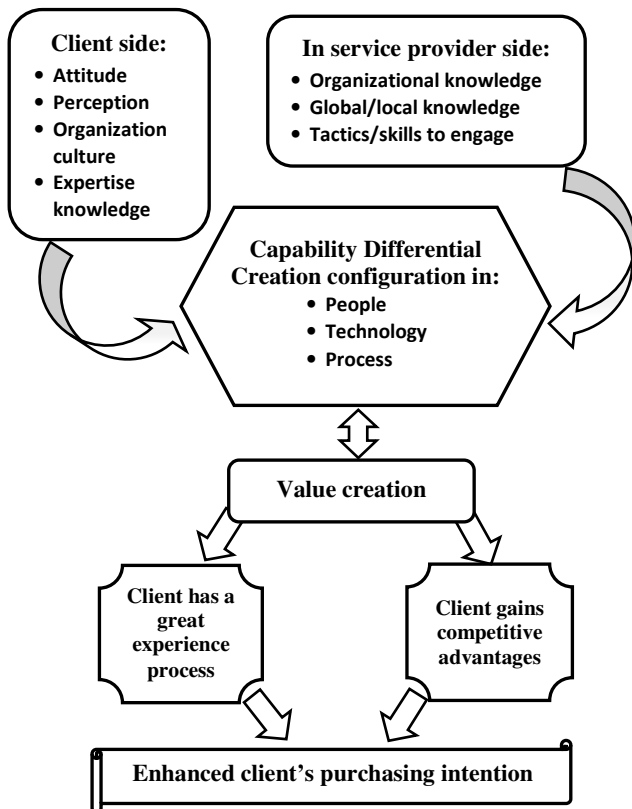 Client side:
• Attitude
• Perception
• Organization
culture
• Expertise
knowledge
In service provider side:
• Organizational knowledge
• Global/local knowledge
• Tactics/skills to engage
Capability Differential
Creation configuration in:
• People
• Technology
• Process
Value creation
Client has a
great
experience
process
Client gains
competitive
advantages
Enhanced client's purchasing intention